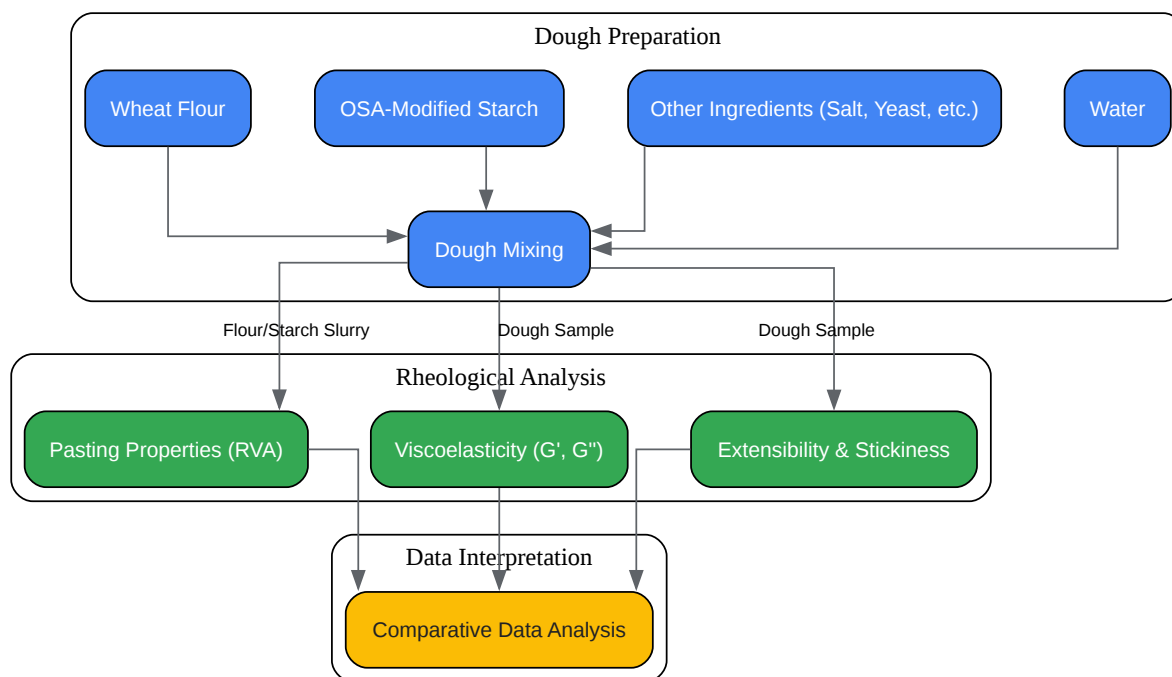 Dough Preparation
Wheat Flour
OSA-Modified Starch
Other Ingredients (Salt, Yeast, etc.)
Water
Dough Mixing
Flour/Starch Slurry
Dough Sample
Dough Sample
Rheological Analysis
Pasting Properties (RVA)
Viscoelasticity (G', G'')
Extensibility & Stickiness
Data Interpretation
Comparative Data Analysis